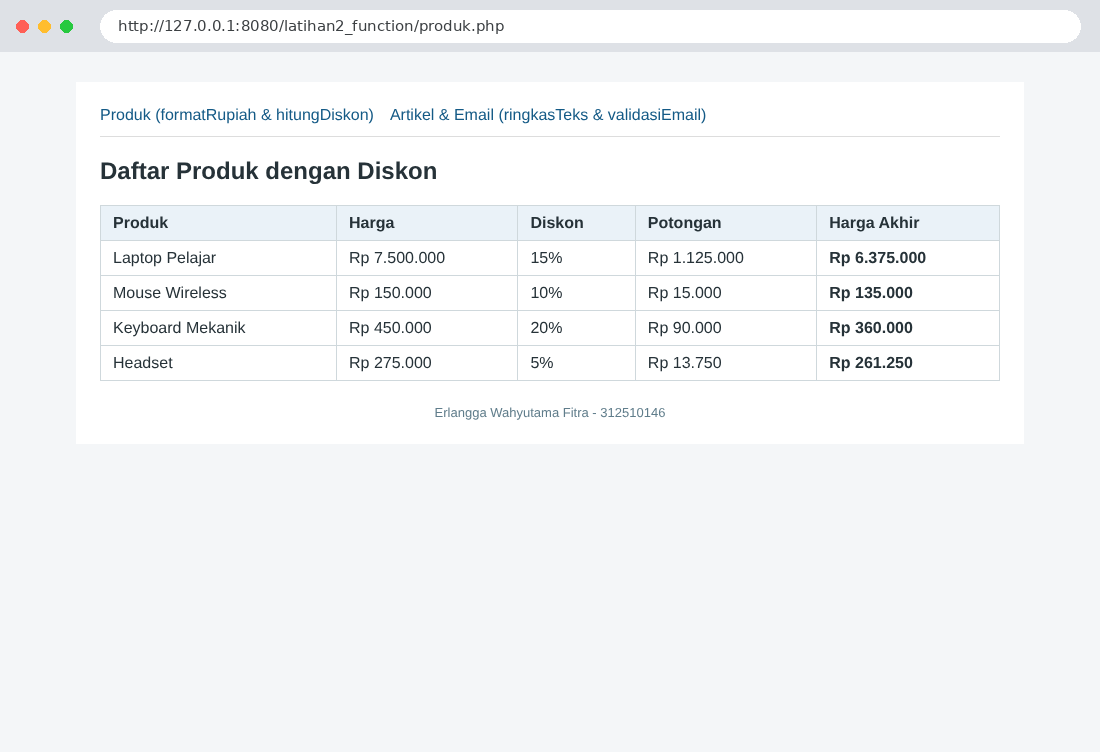 http://127.0.0.1:8080/latihan2_function/produk.php
Produk (formatRupiah & hitungDiskon) Artikel & Email (ringkasTeks & validasiEmail)
Daftar Produk dengan Diskon
Produk Harga Diskon Potongan Harga Akhir
Laptop Pelajar Rp 7.500.000 15% Rp 1.125.000 Rp 6.375.000
Mouse Wireless Rp 150.000 10% Rp 15.000 Rp 135.000
Keyboard Mekanik Rp 450.000 20% Rp 90.000 Rp 360.000
Headset Rp 275.000 5% Rp 13.750 Rp 261.250
Erlangga Wahyutama Fitra - 312510146